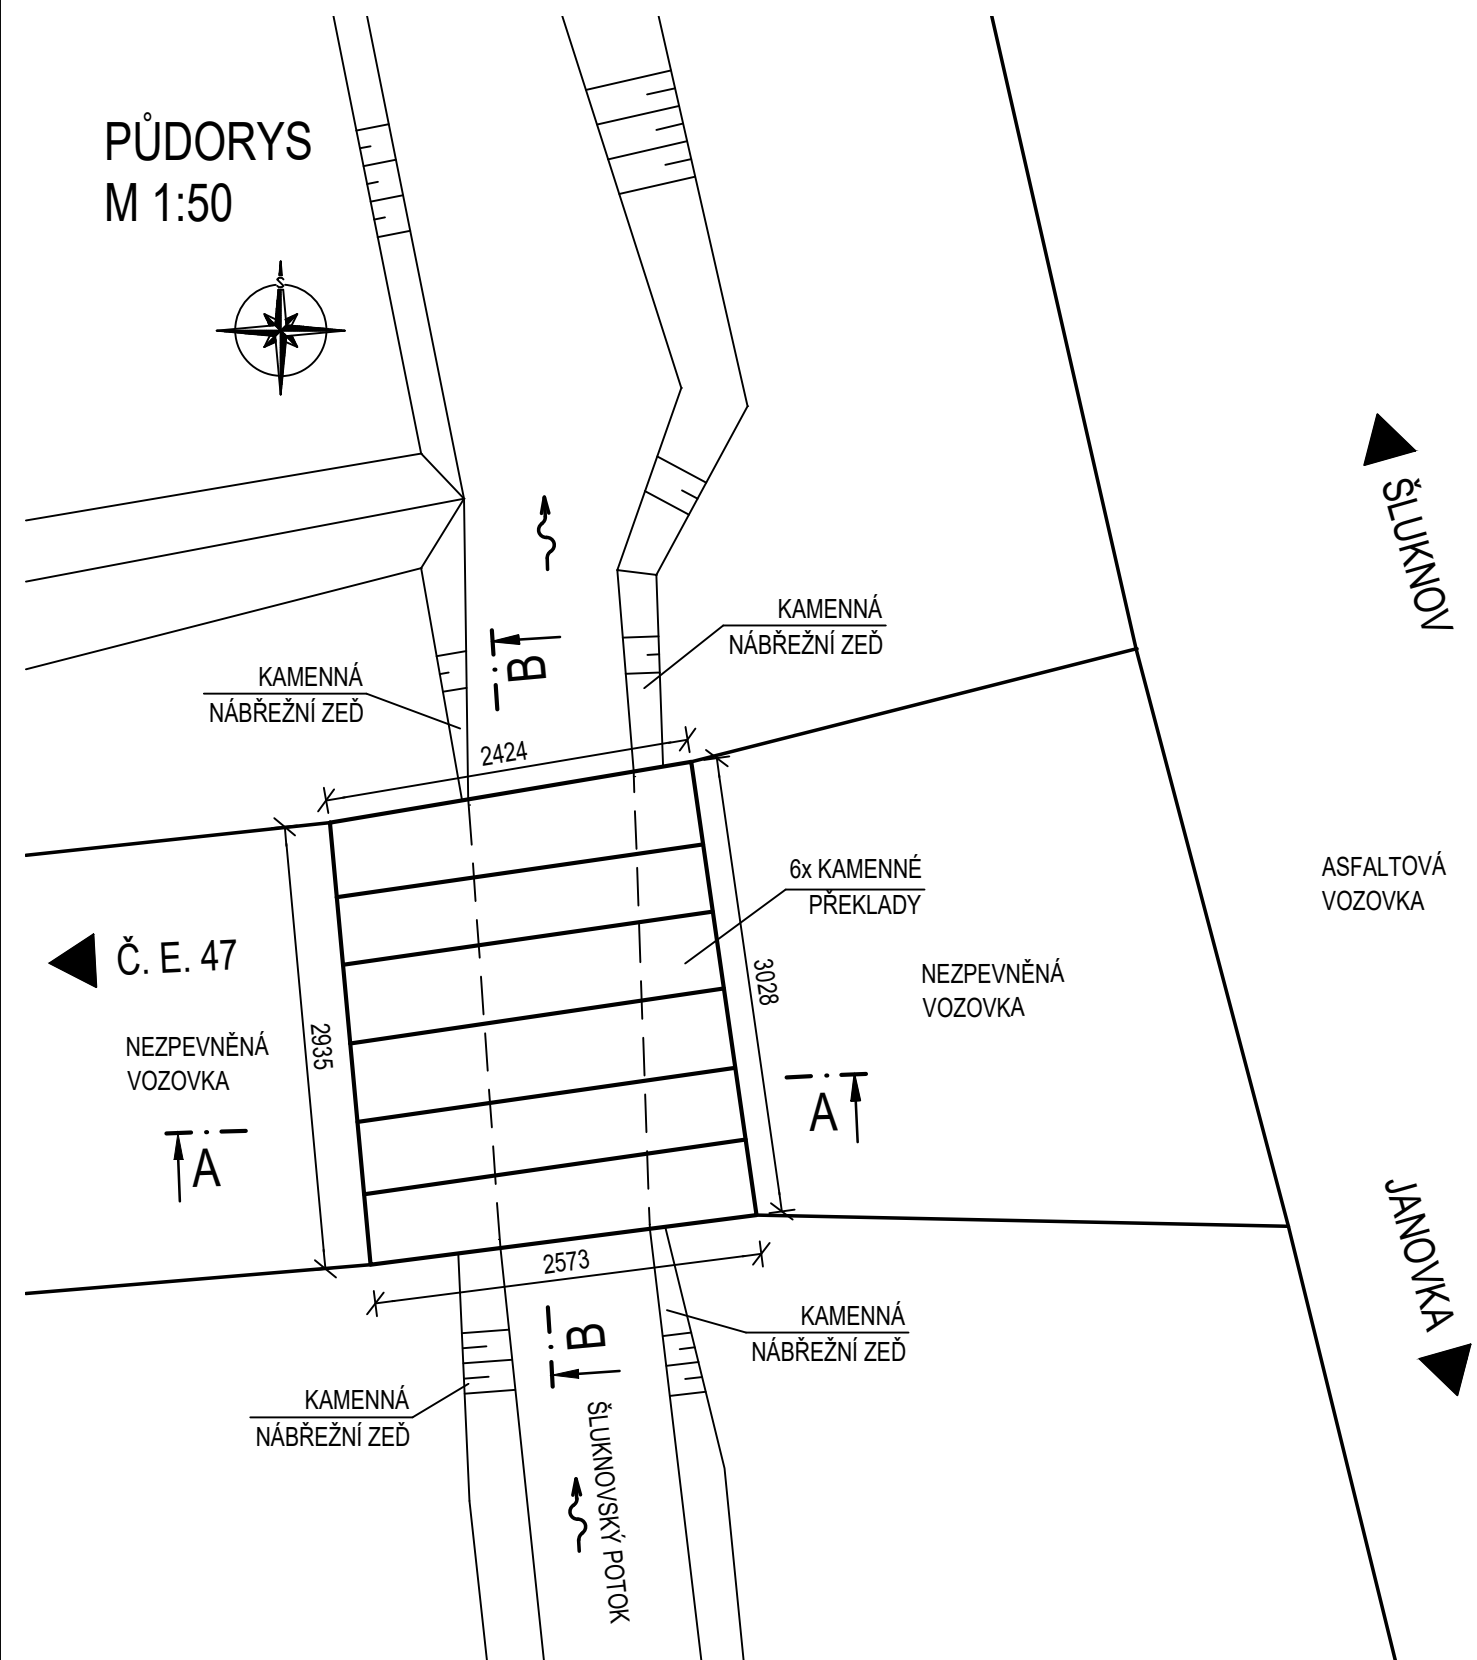 PŮDORYS
M 1:50
S
ŠLUKNOV
KAMENNÁ
NÁBŘEŽNÍ ZEĎ
B
KAMENNÁ
NÁBŘEŽNÍ ZEĎ
2424
6x KAMENNÉ
PŘEKLADY
ASFALTOVÁ
VOZOVKA
Č. E. 47
3028
NEZPEVNĚNÁ
VOZOVKA
2935
NEZPEVNĚNÁ
VOZOVKA
A
A
JANOVKA
2573
KAMENNÁ
NÁBŘEŽNÍ ZEĎ
B
KAMENNÁ
NÁBŘEŽNÍ ZEĎ
ŠLUKNOVSKÝ POTOK